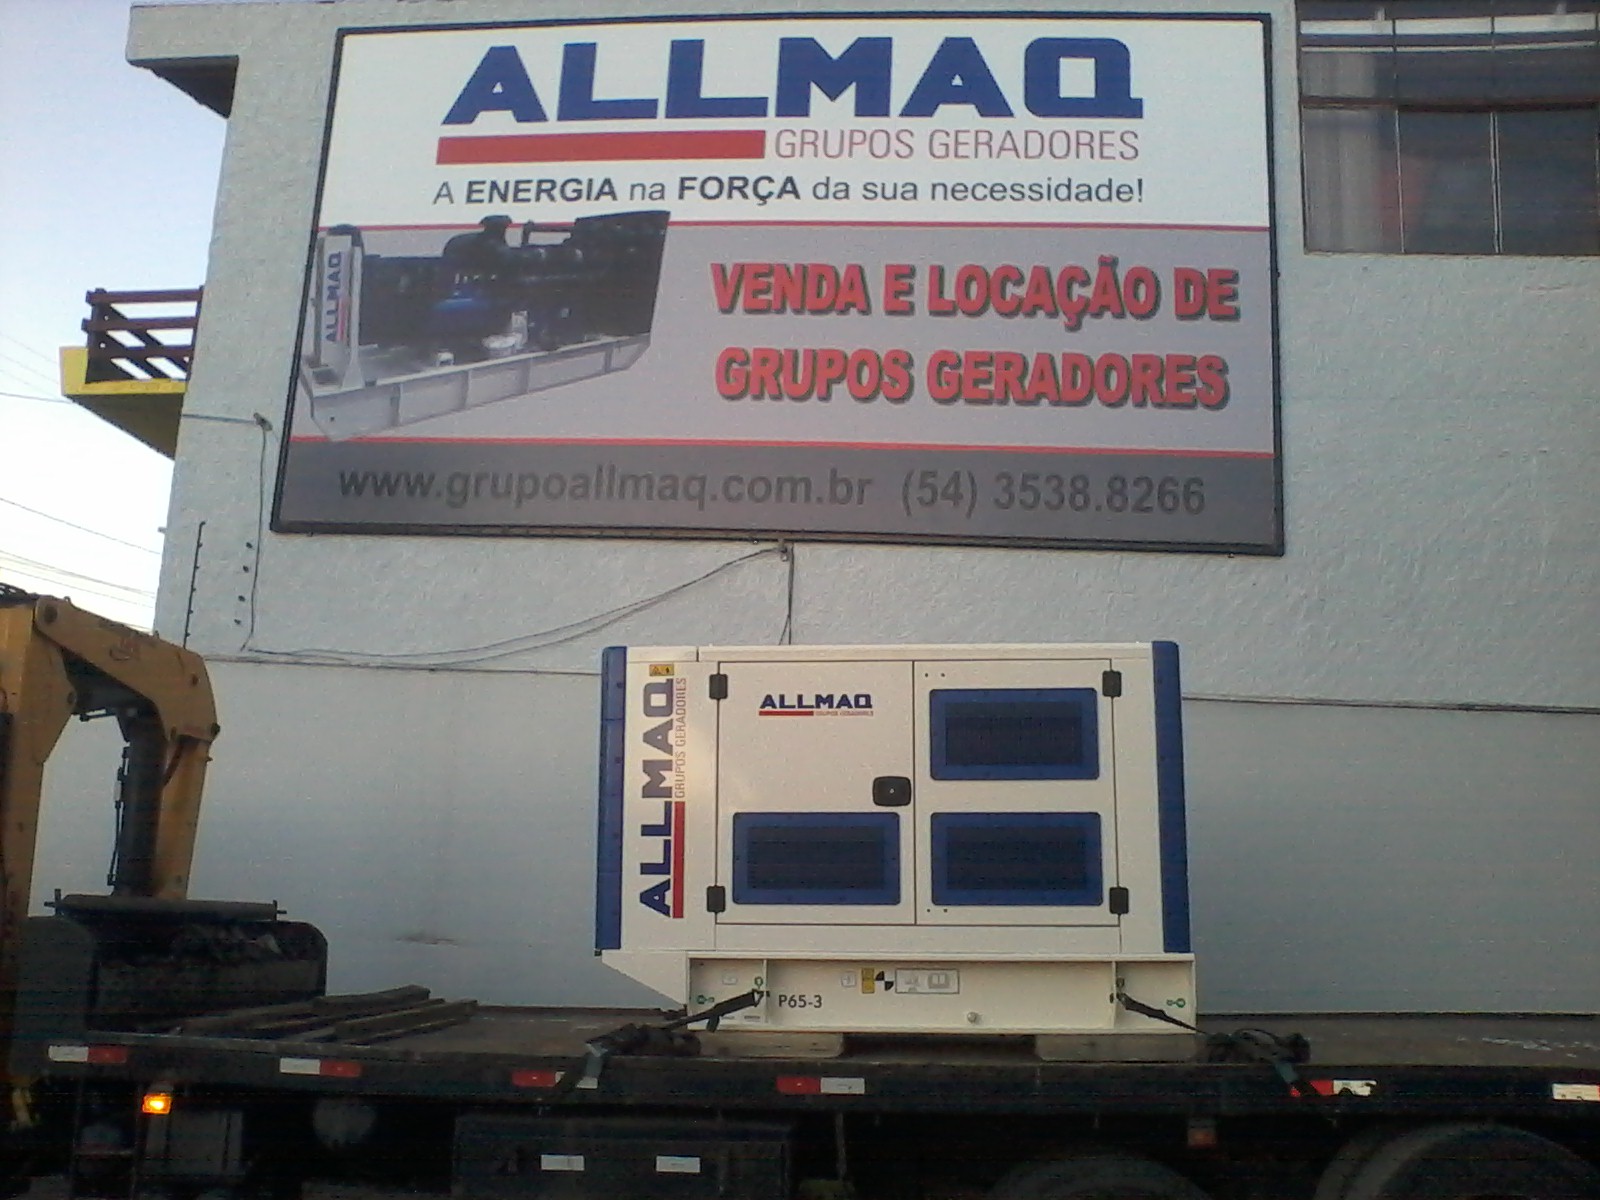 ALLMAQ
GRUPOS GERADORES
A ENERGIA na FORÇA da sua necessidade!
ALLMAQ
VENDA E LOCAÇÃO DE
GRUPOS GERADORES
www.grupoallmaq.com.br (54) 3538.8266
ALLMAQ
GRUPOS GERADORES
ALLMAQ
GRUPOS GERADORES
P65-3